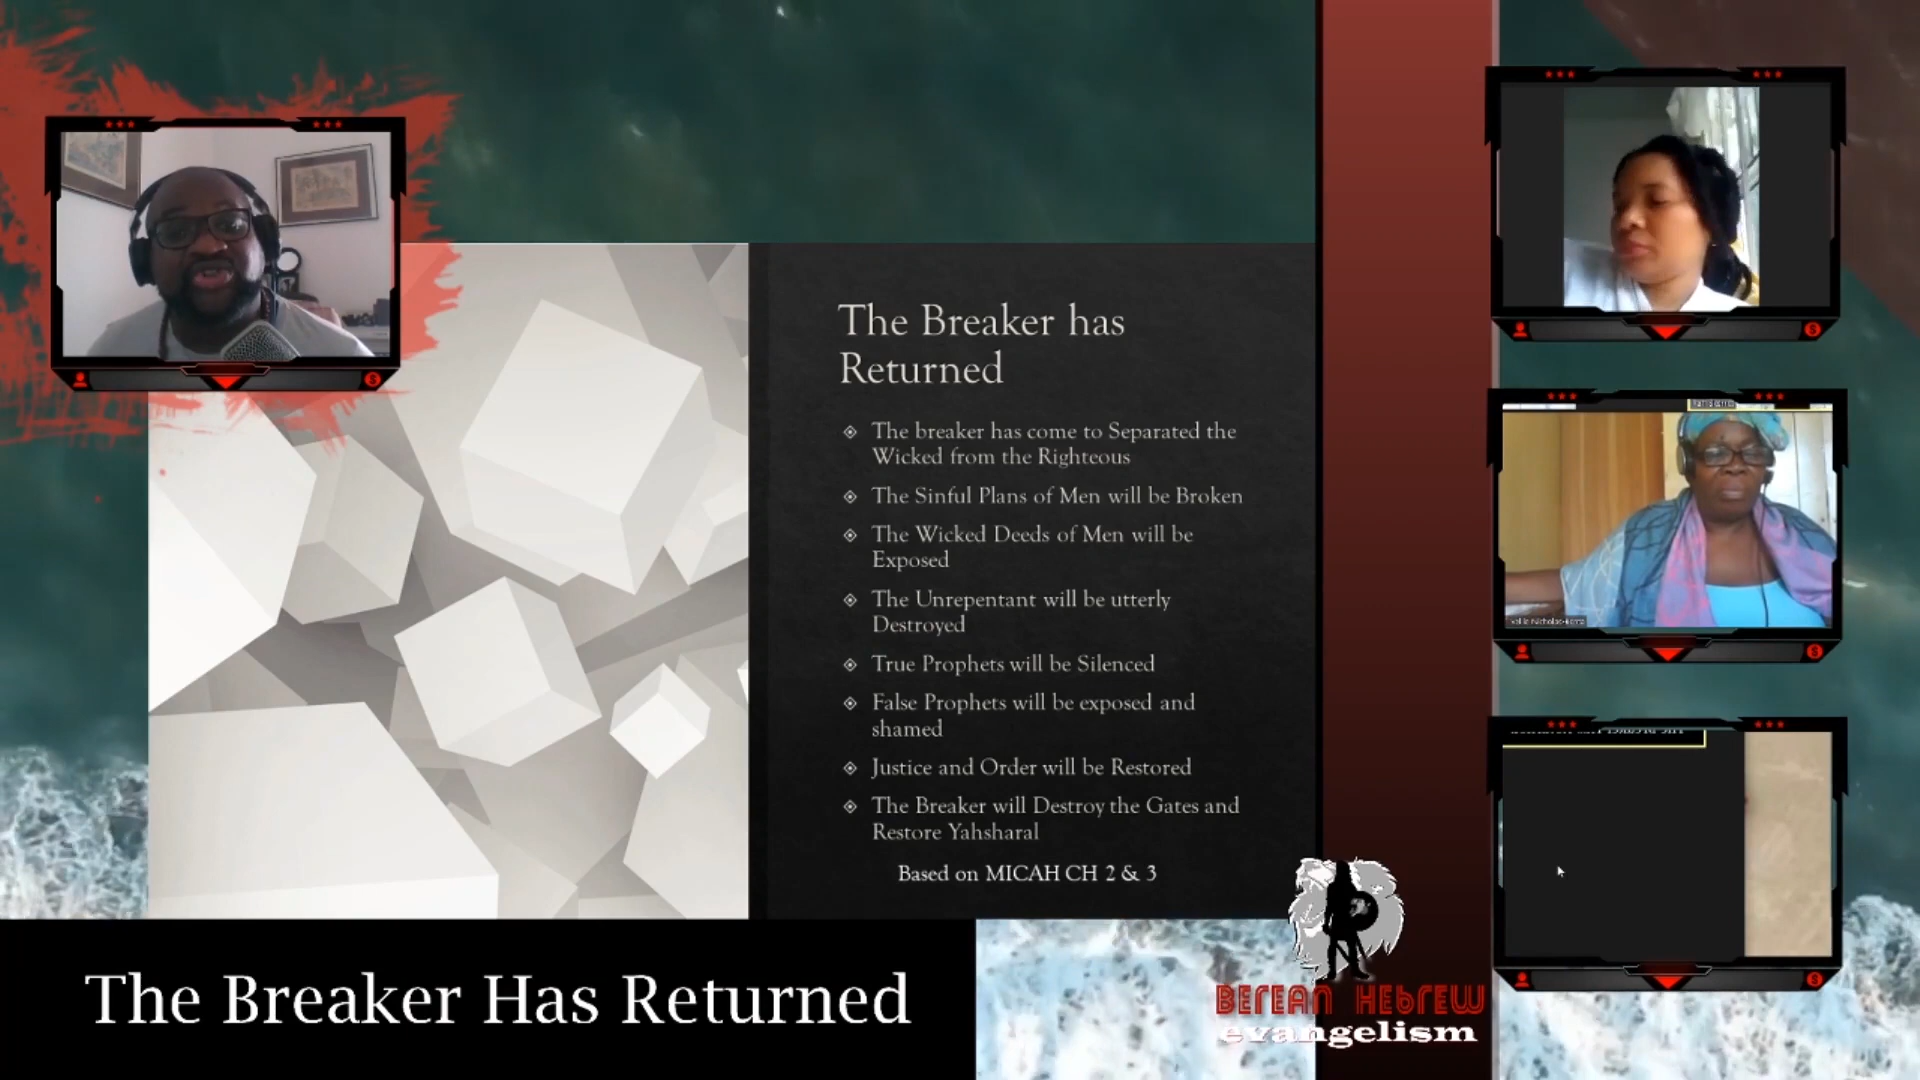 The Breaker has
Returned
The breaker has come to Separated the
Wicked from the Righteous
The Sinful Plans of Men will be Broken
The Wicked Deeds of Men will be
Exposed
The Unrepentant will be utterly
Destroyed
True Prophets will be Silenced
False Prophets will be exposed and
shamed
Justice and Order will be Restored
The Breaker will Destroy the Gates and
Restore Yahsharal
Based on MICAH CH 2 & 3
The Breaker Has Returned
BEREAN HEBREW
evangelism